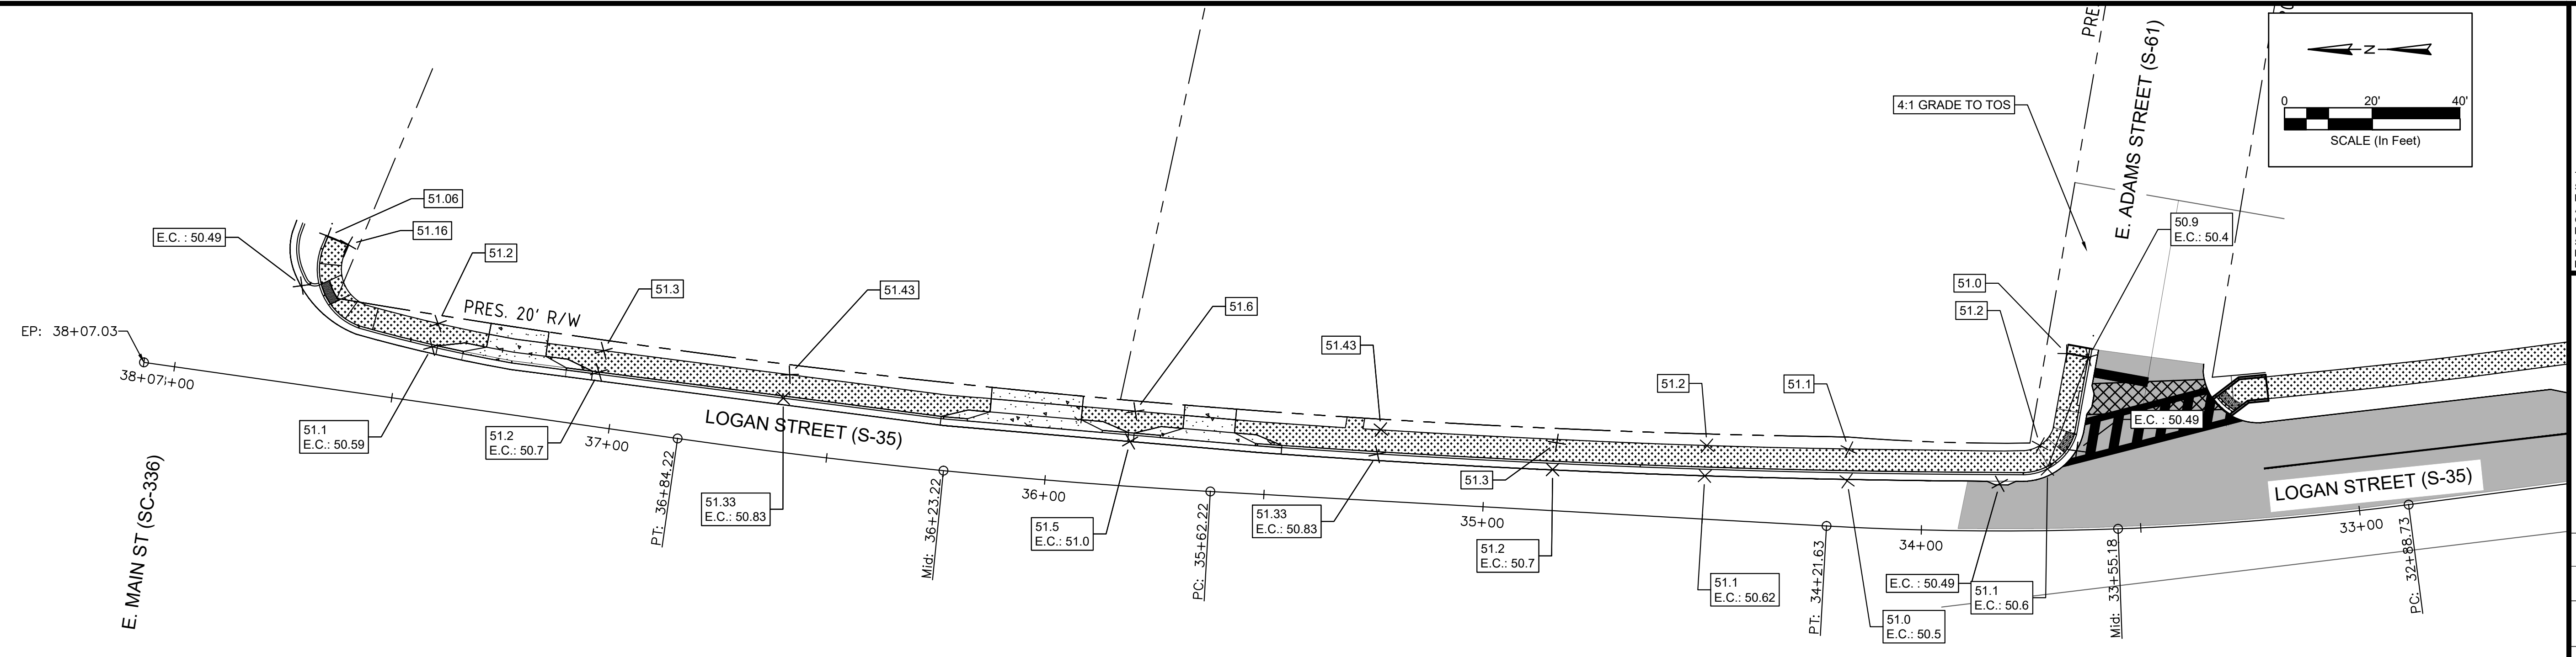 E. ADAMS STREET (S-61)
PRE
N
0 20' 40'
SCALE (In Feet)
4:1 GRADE TO TOS
51.06
51.16
E.C. : 50.49
51.2
51.3
51.43
51.6
51.43
51.2
51.1
51.0
51.2
50.9
E.C.: 50.4
PRES. 20' R/W
EP: 38+07.03
LOGAN STREET (S-35)
E.C. : 50.49
51.1
E.C.: 50.59
51.2
E.C.: 50.7
37+00
PT: 36+84.22
51.33
E.C.: 50.83
Mid: 36+23.22
36+00
51.5
E.C.: 51.0
PC: 35+62.22
51.33
E.C.: 50.83
51.3
35+00
51.2
E.C.: 50.7
51.1
E.C.: 50.62
PT: 34+21.63
51.0
E.C.: 50.5
34+00
E.C. : 50.49
51.1
E.C.: 50.6
Mid: 33+55.18
LOGAN STREET (S-35)
33+00
PC: 32+88.73
E. MAIN ST (SC-336)